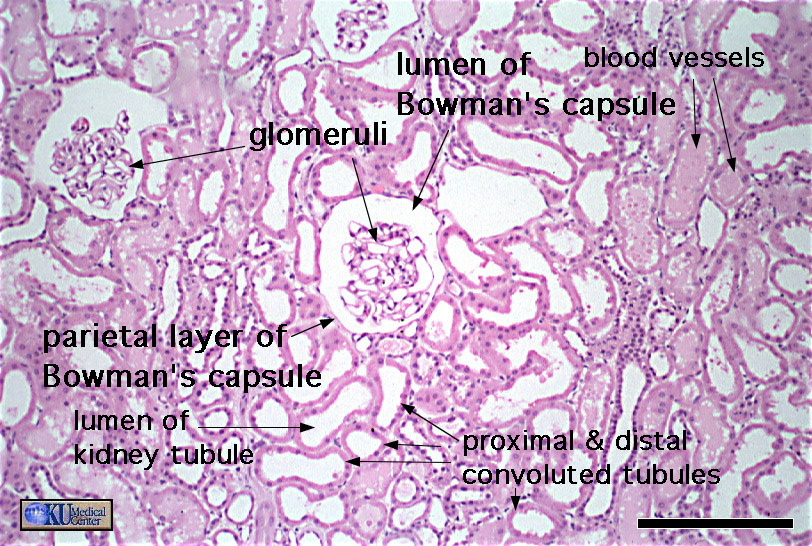 lumen of
Bowman's capsule
blood vessels
glomeruli
parietal layer of
Bowman's capsule
lumen of
kidney tubule
proximal & distal
convoluted tubules
KU Medical
Center